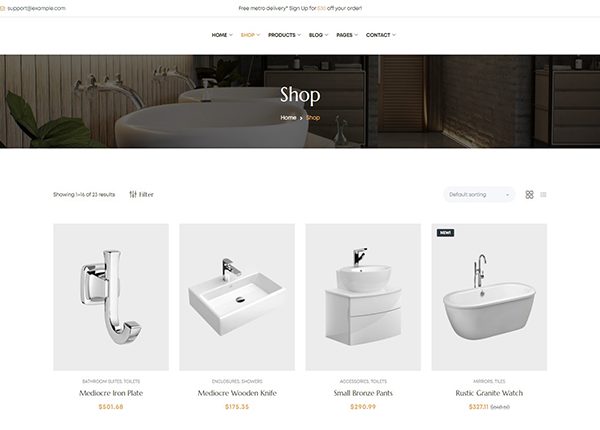 support@example.com
Free metro delivery* Sign Up for $30 off your order!
HOME SHOP PRODUCTS BLOG PAGES CONTACT
Shop
Home > Shop
Showing 1–16 of 23 results
Filter
Default sorting
NEW!
BATHROOM SUITES, TOILETS
Mediocre Iron Plate
$501.68
ENCLOSURES, SHOWERS
Mediocre Wooden Knife
$175.35
ACCESSORIES, TOILETS
Small Bronze Pants
$290.99
MIRRORS, TILES
Rustic Granite Watch
$327.11